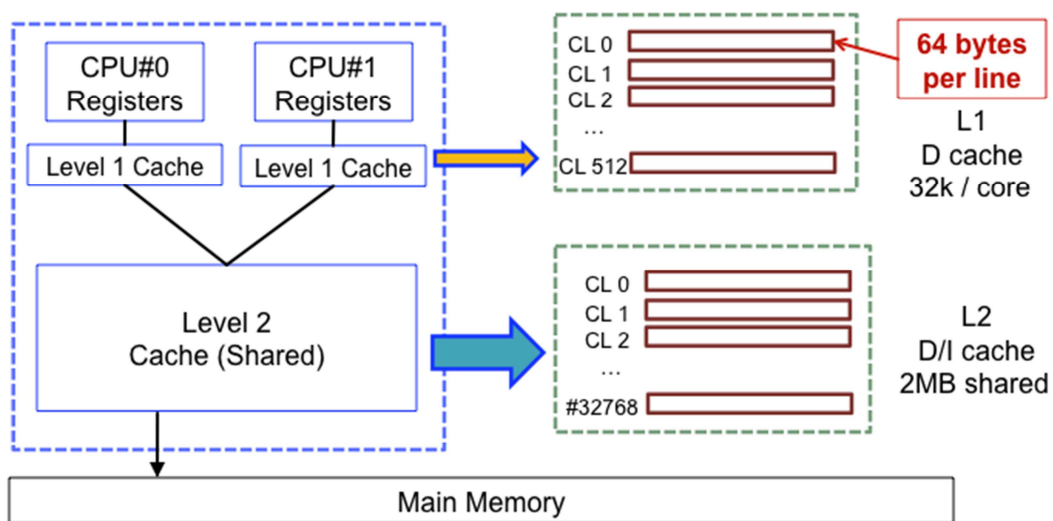 CPU#0
Registers
CPU#1
Registers
Level 1 Cache
Level 1 Cache
Level 2
Cache (Shared)
CL 0
CL 1
CL 2
...
CL 512
64 bytes
per line
L1
D cache
32k / core
CL 0
CL 1
CL 2
...
#32768
L2
D/I cache
2MB shared
Main Memory